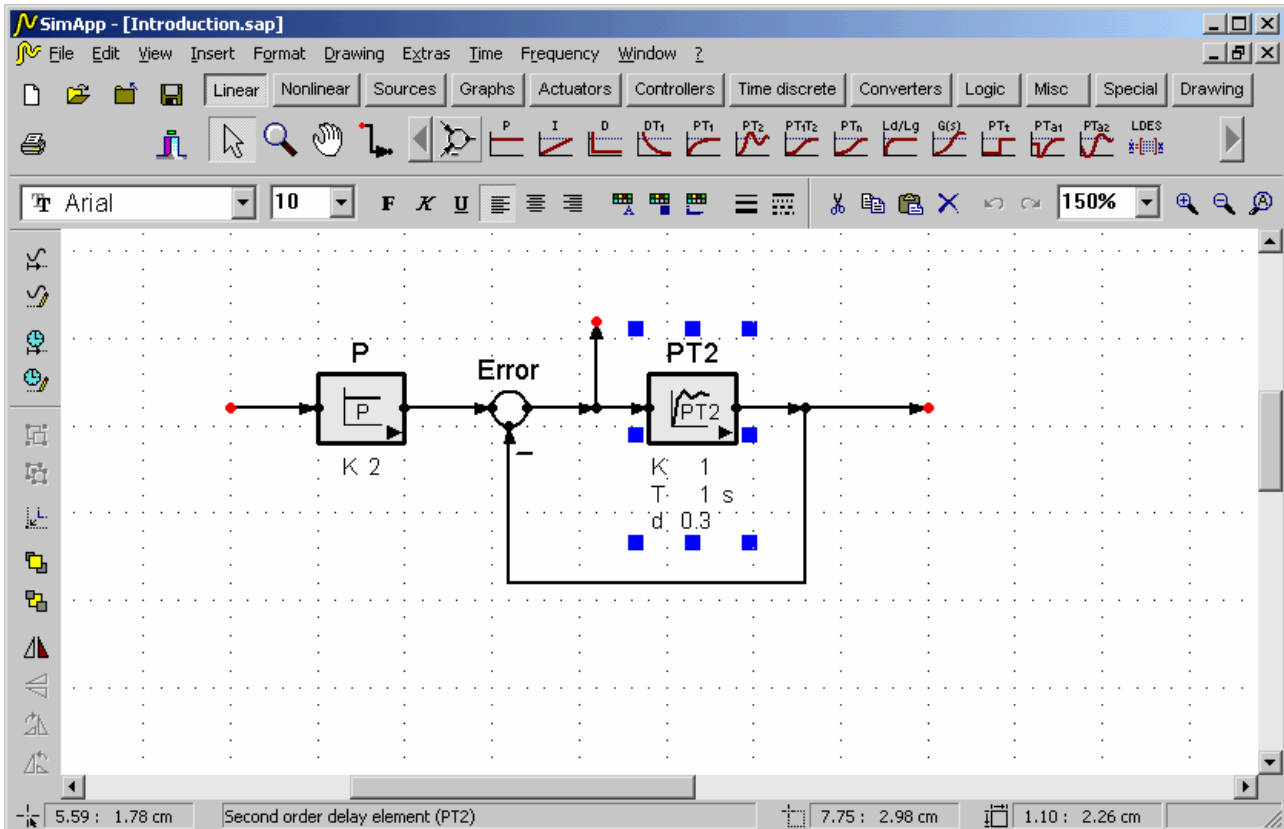 SimApp - [Introduction.sap]
File Edit View Insert Format Drawing Extras Time Frequency Window ?
Linear Nonlinear Sources Graphs Actuators Controllers Time discrete Converters Logic Misc Special Drawing
P I D DT1 PT1 PT2 PT1T2 PTn Ld/Lg G(s) PTt PTa1 PTa2 LDES
Arial 10 F K U 150%
P
Error
PT2
P
PT2
K 2
–
K 1
T 1 s
d 0.3
5.59 : 1.78 cm Second order delay element (PT2) 7.75 : 2.98 cm 1.10 : 2.26 cm